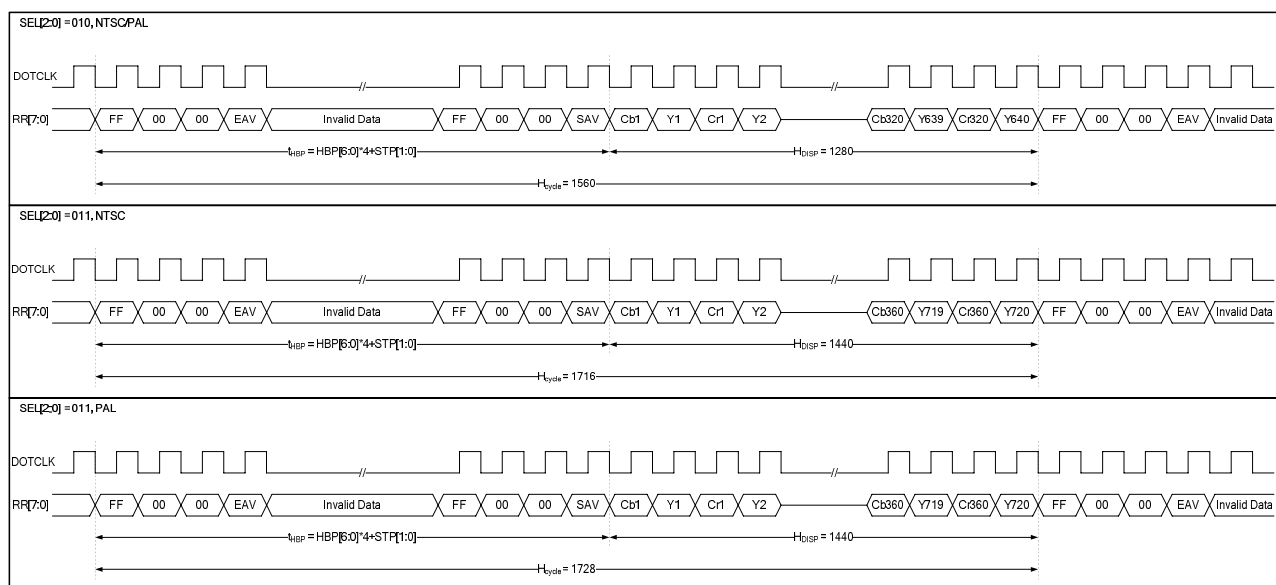 SEL[2:0] = 010, NTSC/PAL
DOTCLK
//
//
RR[7:0]
FF 00 00 EAV Invalid Data FF 00 00 SAV Cb1 Y1 Cr1 Y2 Cb320 Y639 Cr320 Y640 FF 00 00 EAV Invalid Data
tHBP = HBP[6:0]*4+STP[1:0]
HDISP = 1280
Hcycle = 1560
SEL[2:0] = 011, NTSC
DOTCLK
//
//
RR[7:0]
FF 00 00 EAV Invalid Data FF 00 00 SAV Cb1 Y1 Cr1 Y2 Cb360 Y719 Cr360 Y720 FF 00 00 EAV Invalid Data
tHBP = HBP[6:0]*4+STP[1:0]
HDISP = 1440
Hcycle = 1716
SEL[2:0] = 011, PAL
DOTCLK
//
//
RR[7:0]
FF 00 00 EAV Invalid Data FF 00 00 SAV Cb1 Y1 Cr1 Y2 Cb360 Y719 Cr360 Y720 FF 00 00 EAV Invalid Data
tHBP = HBP[6:0]*4+STP[1:0]
HDISP = 1440
Hcycle = 1728